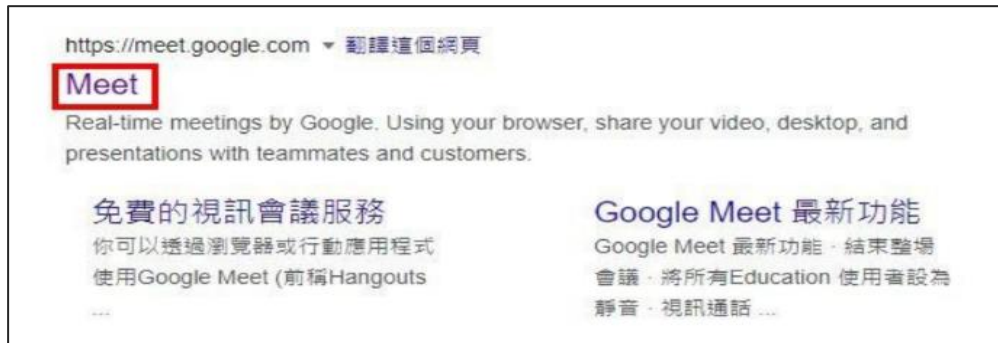 https://meet.google.com ▼ 翻譯這個網頁
Meet
Real-time meetings by Google. Using your browser, share your video, desktop, and
presentations with teammates and customers.
免費的視訊會議服務
你可以透過瀏覽器或行動應用程式
使用Google Meet (前稱Hangouts
...
Google Meet 最新功能
Google Meet 最新功能 · 結束整場
會議 · 將所有Education 使用者設為
靜音 · 視訊通話 ...